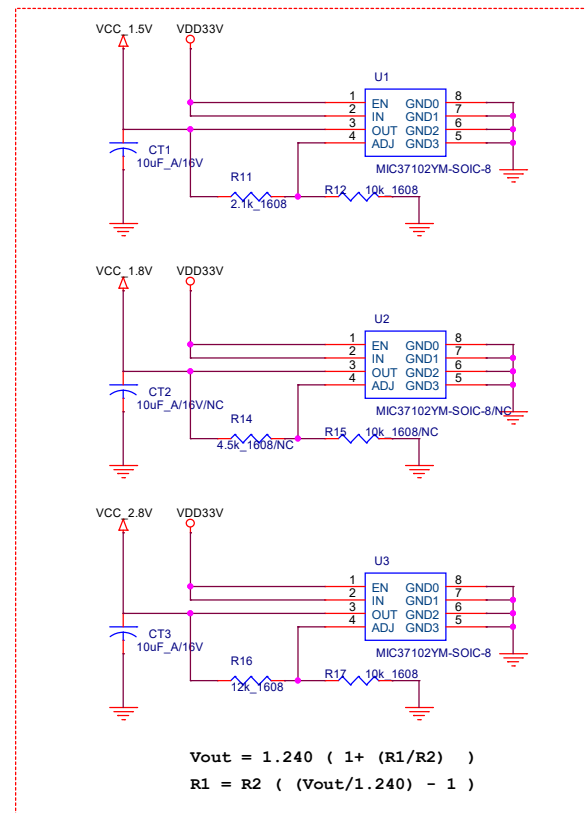 VCC_1.5V VDD33V
U1
1 EN GND0 8
2 IN GND1 7
3 OUT GND2 6
4 ADJ GND3 5
CT1
10uF_A/16V
MIC37102YM-SOIC-8
R11
2.1k_1608
R12 10k_1608
VCC_1.8V VDD33V
U2
1 EN GND0 8
2 IN GND1 7
3 OUT GND2 6
4 ADJ GND3 5
CT2
10uF_A/16V/NC
MIC37102YM-SOIC-8/NC
R14
4.5k_1608/NC
R15 10k_1608/NC
VCC_2.8V VDD33V
U3
1 EN GND0 8
2 IN GND1 7
3 OUT GND2 6
4 ADJ GND3 5
CT3
10uF_A/16V
MIC37102YM-SOIC-8
R16
12k_1608
R17 10k_1608
Vout = 1.240 ( 1+ (R1/R2) )
R1 = R2 ( (Vout/1.240) - 1 )